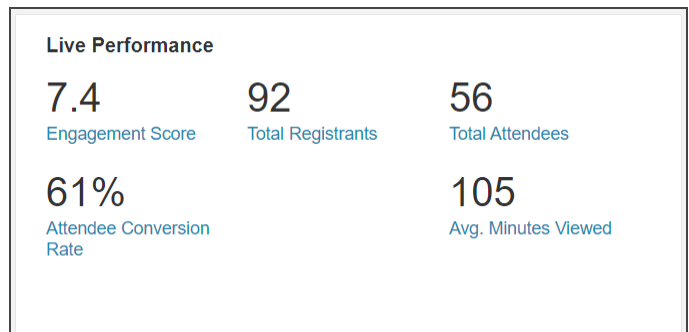 Live Performance
7.4
92
56
Engagement Score
Total Registrants
Total Attendees
61%
105
Attendee Conversion
Rate
Avg. Minutes Viewed